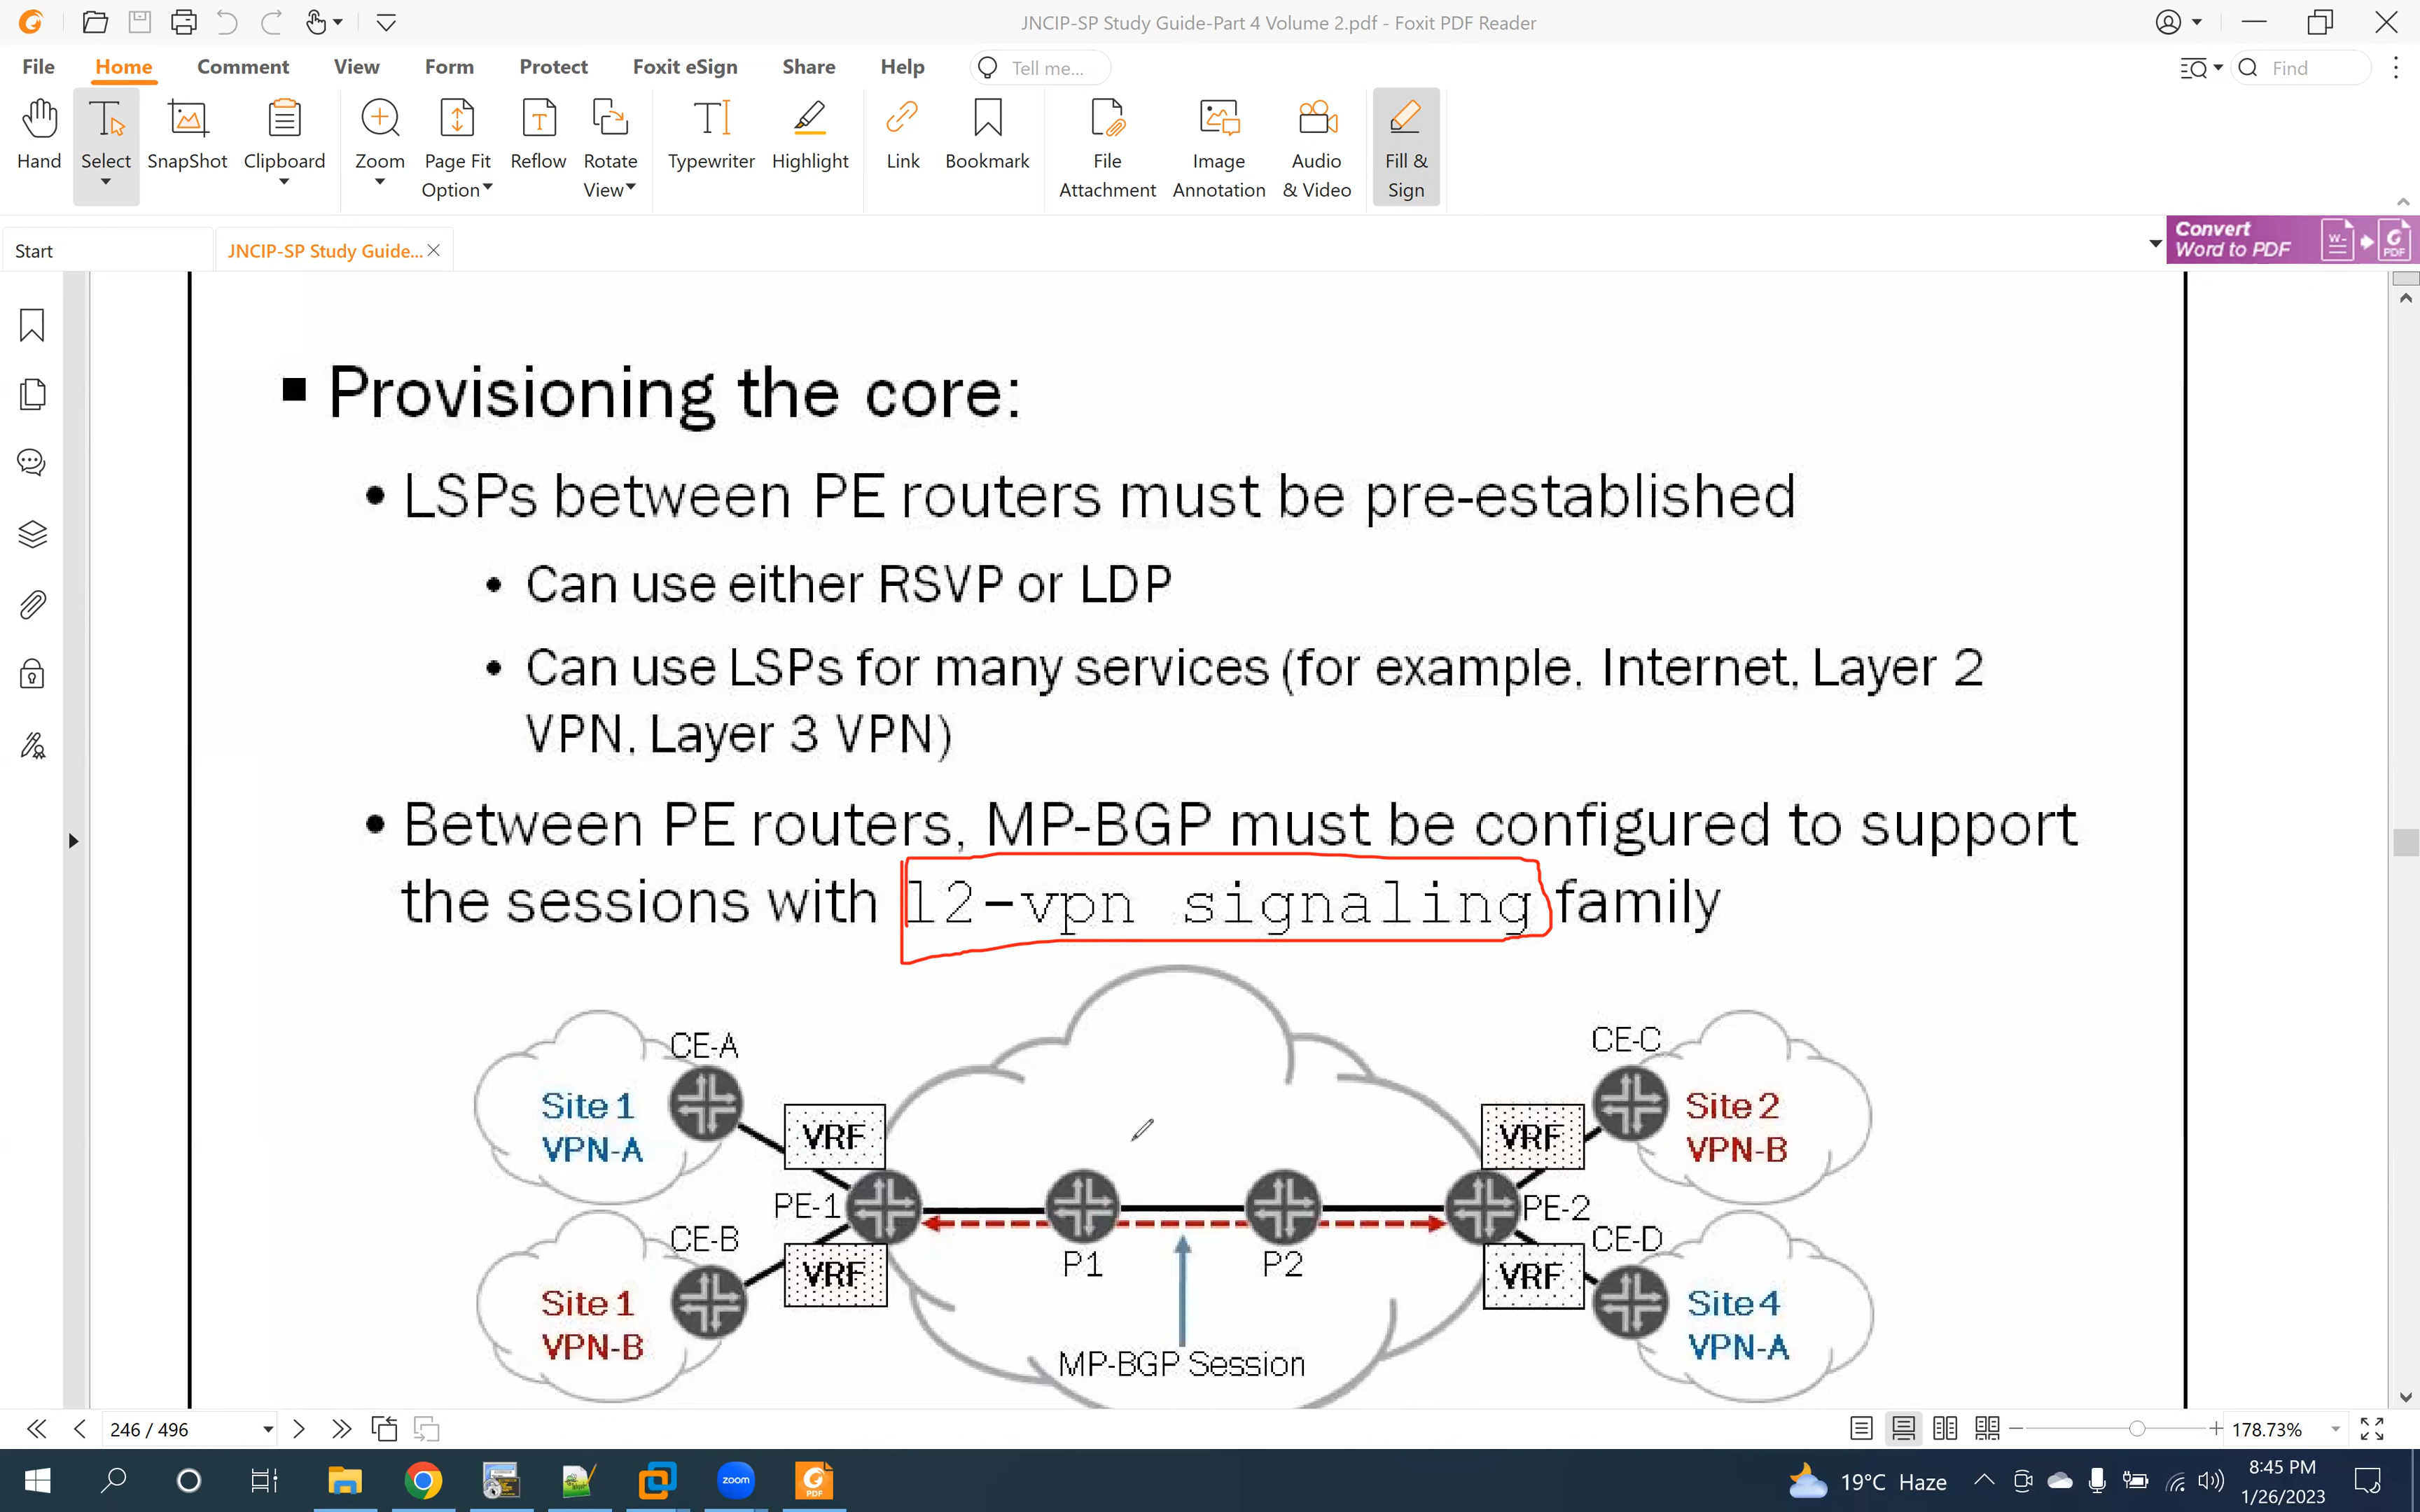 JNCIP-SP Study Guide-Part 4 Volume 2.pdf - Foxit PDF Reader
File Home Comment View Form Protect Foxit eSign Share Help Tell me... Find
Hand Select SnapShot Clipboard Zoom Page Fit Option Reflow Rotate View Typewriter Highlight Link Bookmark File Attachment Image Annotation Audio & Video Fill & Sign
Start JNCIP-SP Study Guide...
Convert
Word to PDF
■ Provisioning the core:
• LSPs between PE routers must be pre-established
• Can use either RSVP or LDP
• Can use LSPs for many services (for example, Internet, Layer 2
VPN, Layer 3 VPN)
• Between PE routers, MP-BGP must be configured to support
the sessions with l2-vpn signaling family
CE-A
CE-C
Site 1
VPN-A
VRF
VRF
Site 2
VPN-B
PE-1
PE-2
CE-B
CE-D
P1
P2
VRF
VRF
Site 1
VPN-B
Site 4
VPN-A
MP-BGP Session
246 / 496
178.73%
zoom
PDF
19°C Haze
8:45 PM
1/26/2023